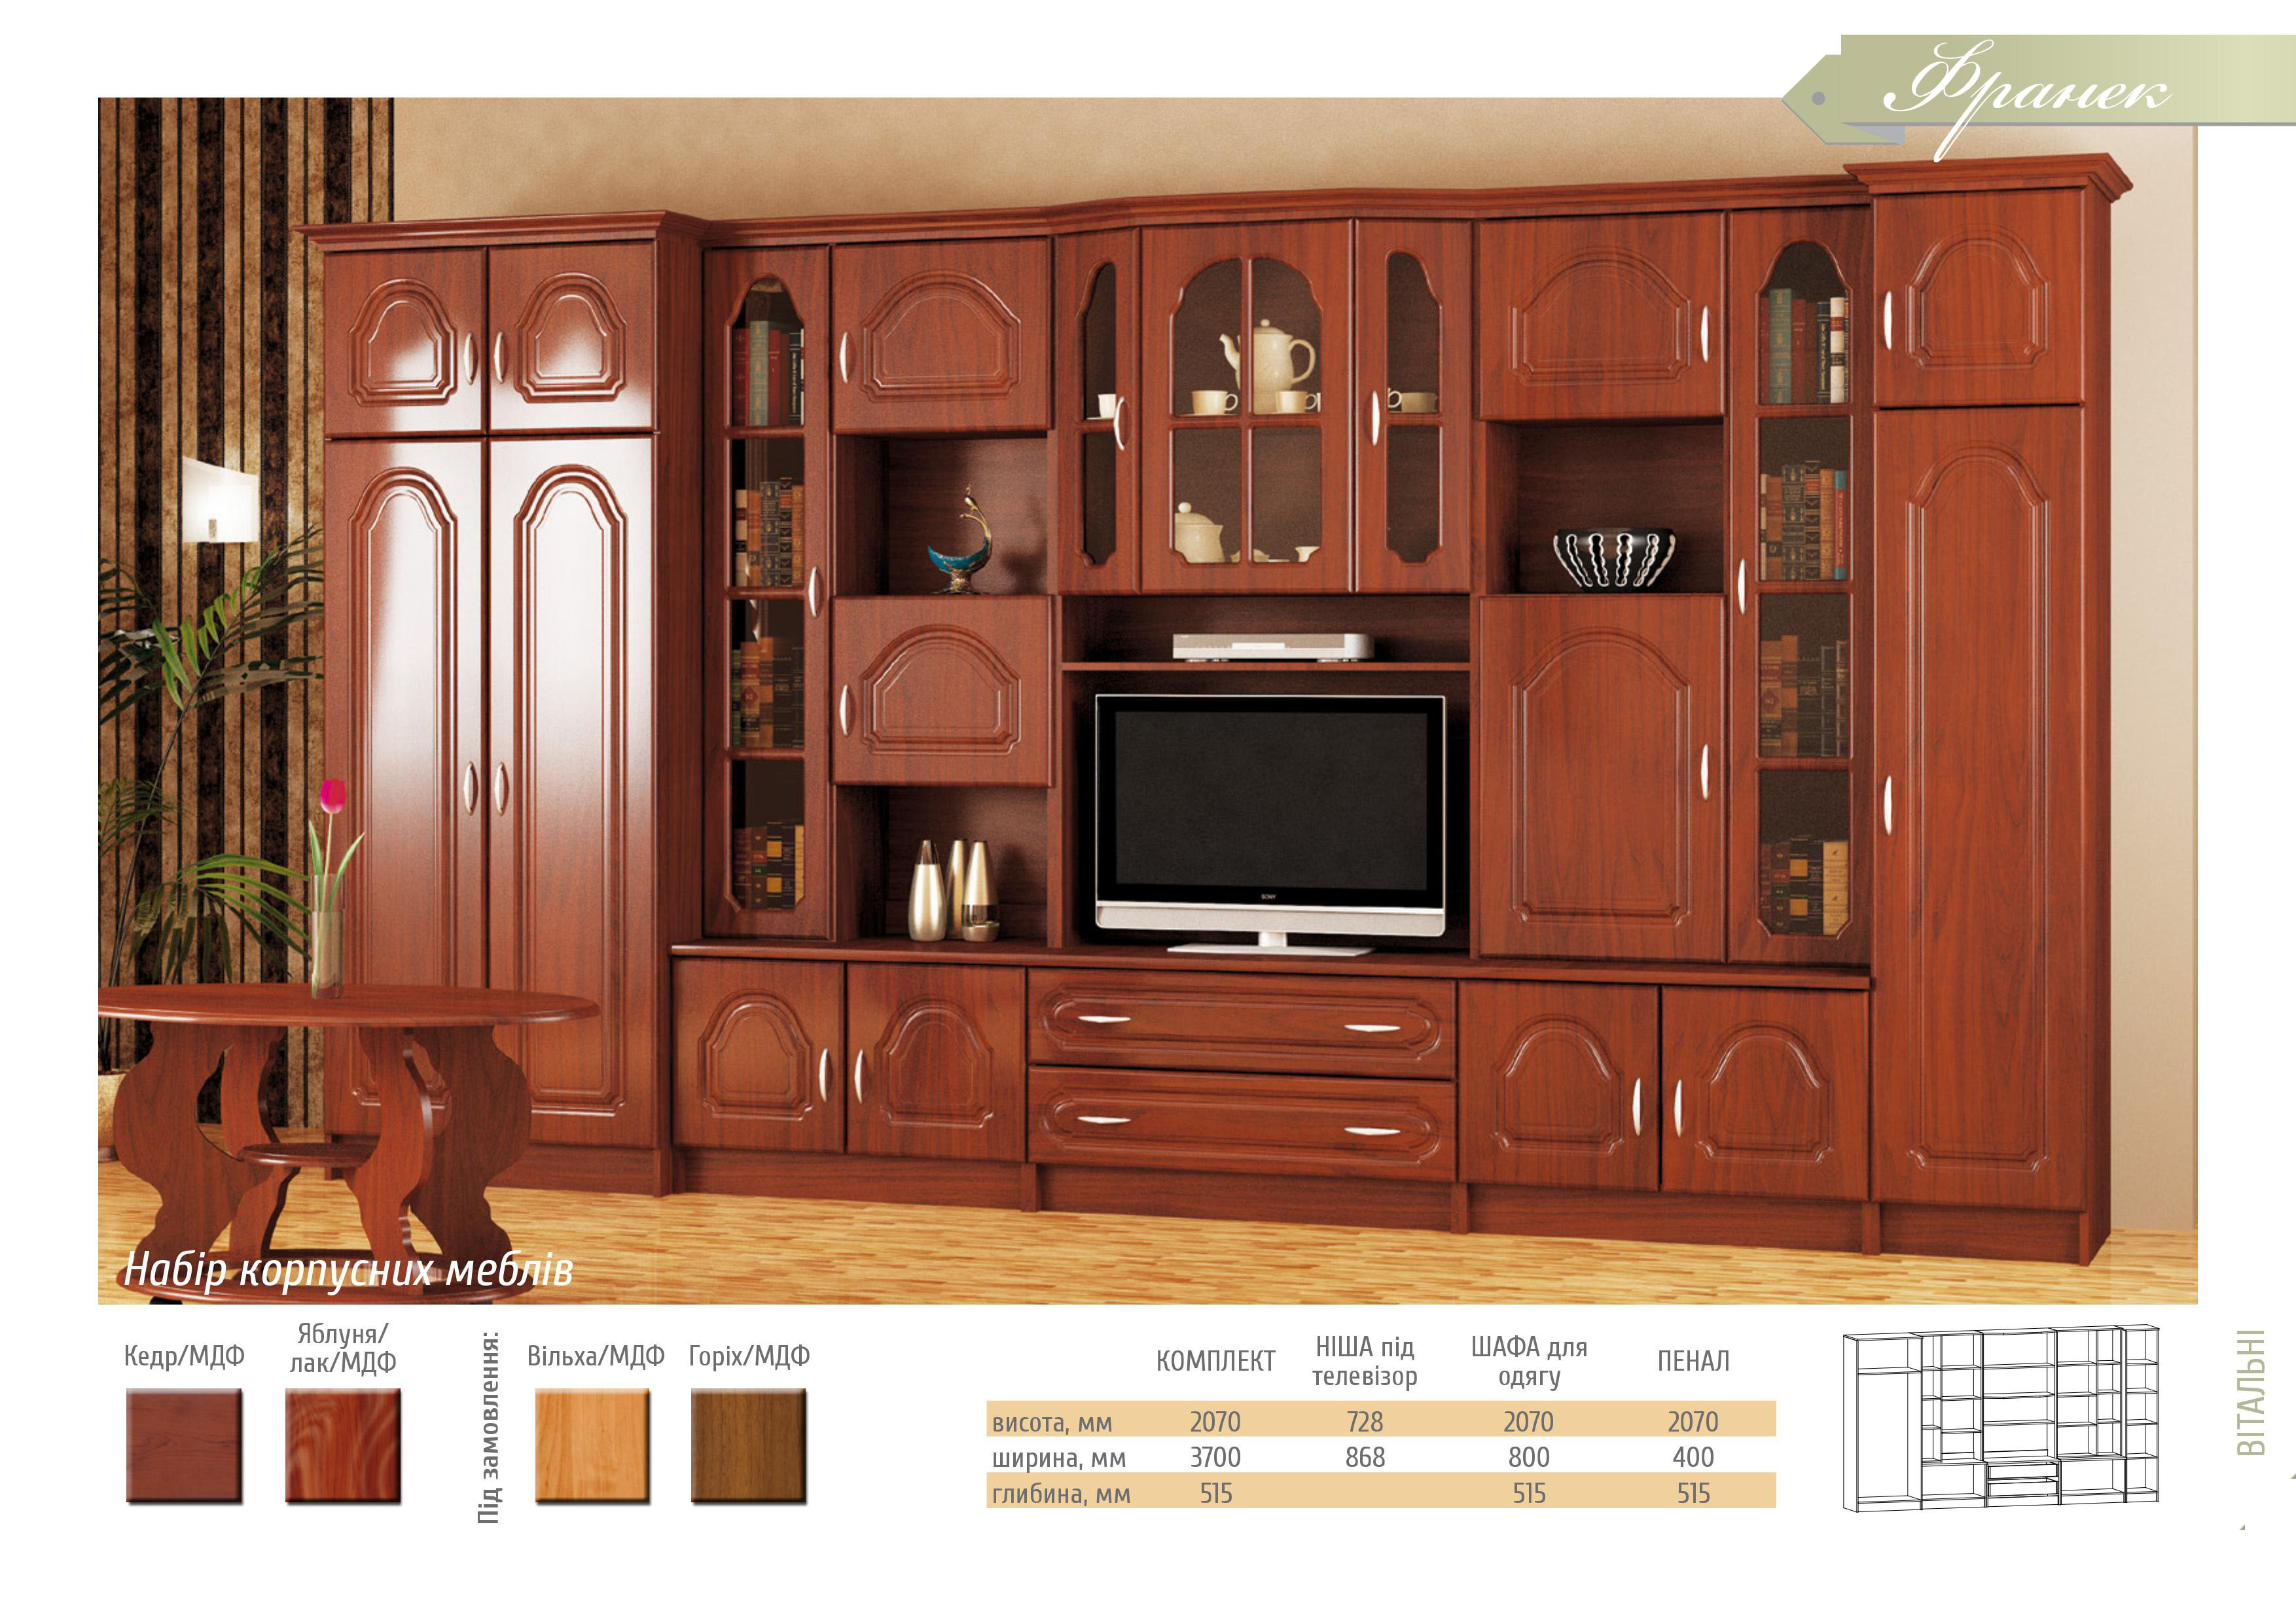 Франек
SONY
Набір корпусних меблів
Кедр/МДФ
Яблуня/
лак/МДФ
Під замовлення:
Вільха/МДФ
Горіх/МДФ
КОМПЛЕКТ
НІША під
телевізор
ШАФА для
одягу
ПЕНАЛ
висота, мм 2070 728 2070 2070
ширина, мм 3700 868 800 400
глибина, мм 515 515 515
ВІТАЛЬНІ